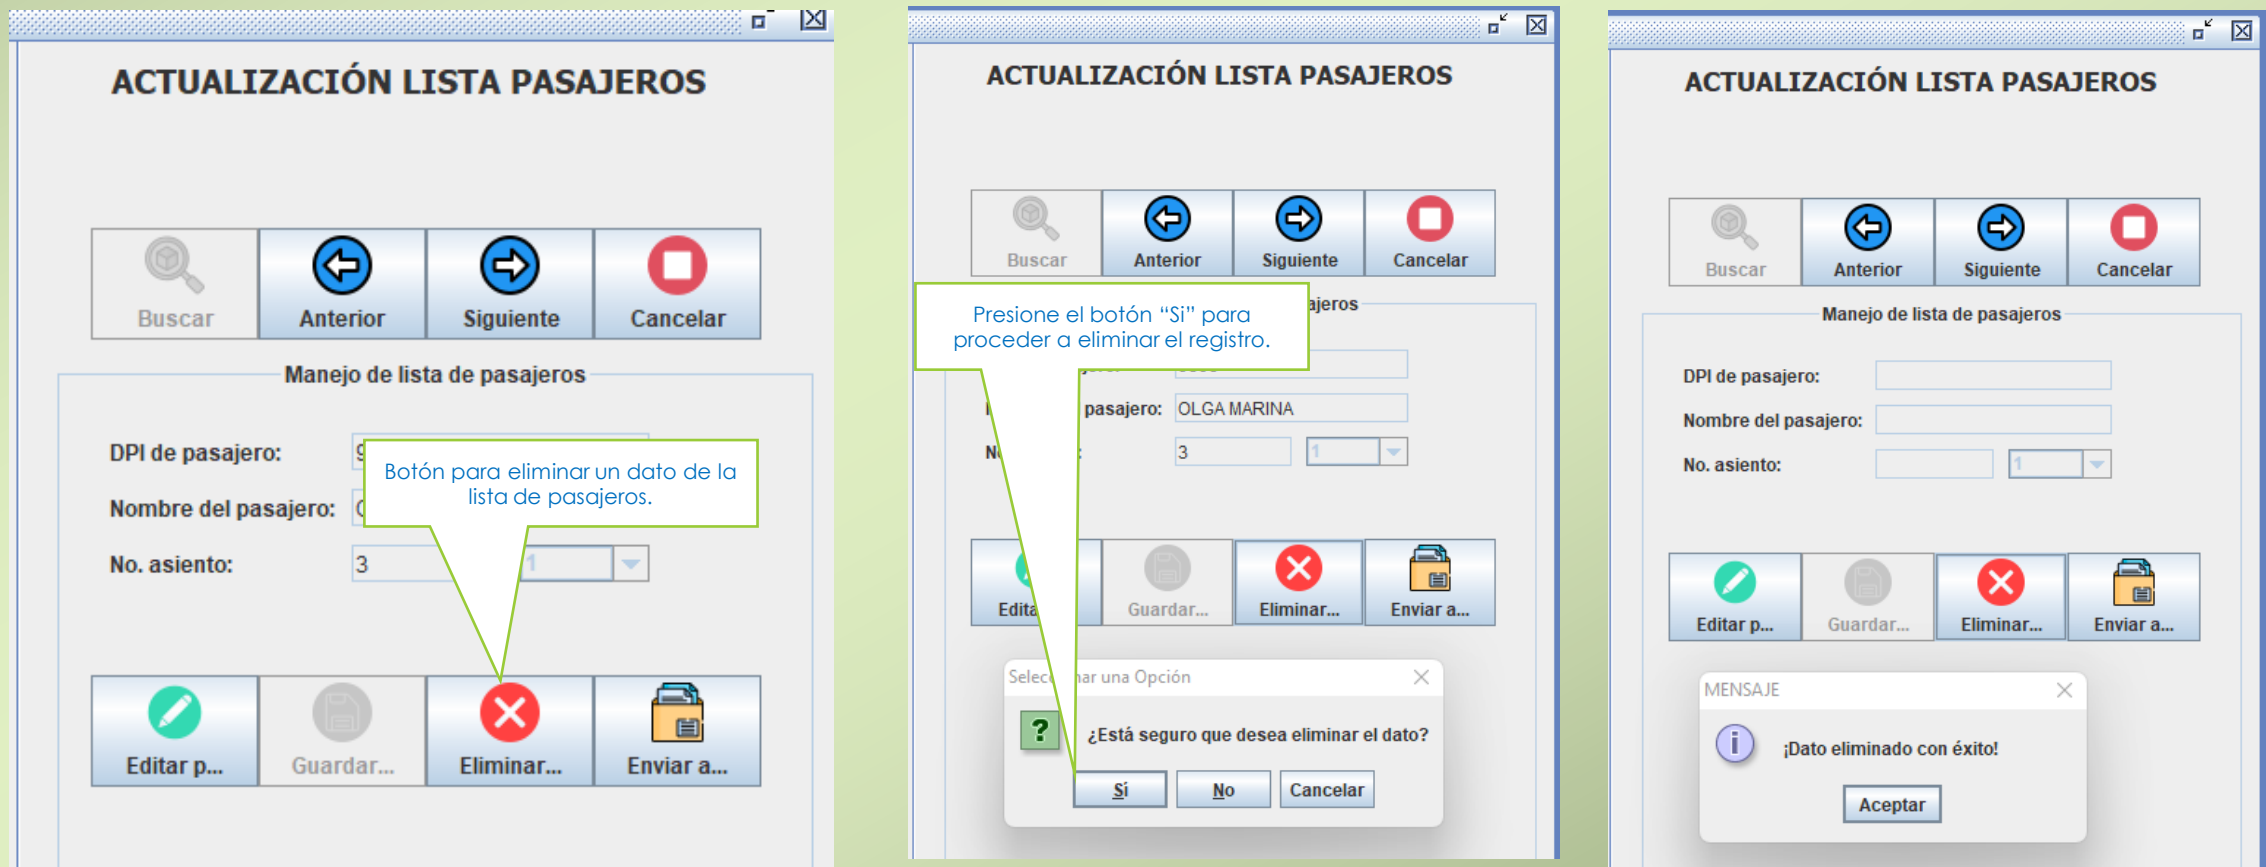 ACTUALIZACIÓN LISTA PASAJEROS
Buscar
Anterior
Siguiente
Cancelar
Manejo de lista de pasajeros
DPI de pasajero:
Botón para eliminar un dato de la
lista de pasajeros.
Nombre del pasajero:
No. asiento:
3
1
Editar p...
Guardar...
Eliminar...
Enviar a...
ACTUALIZACIÓN LISTA PASAJEROS
Buscar
Anterior
Siguiente
Cancelar
Presione el botón “Si” para
proceder a eliminar el registro.
pasajero:
OLGA MARINA
3
1
Guardar...
Eliminar...
Enviar a...
una Opción
¿Está seguro que desea eliminar el dato?
Sí
No
Cancelar
ACTUALIZACIÓN LISTA PASAJEROS
Buscar
Anterior
Siguiente
Cancelar
Manejo de lista de pasajeros
DPI de pasajero:
Nombre del pasajero:
No. asiento:
1
Editar p...
Guardar...
Eliminar...
Enviar a...
MENSAJE
¡Dato eliminado con éxito!
Aceptar